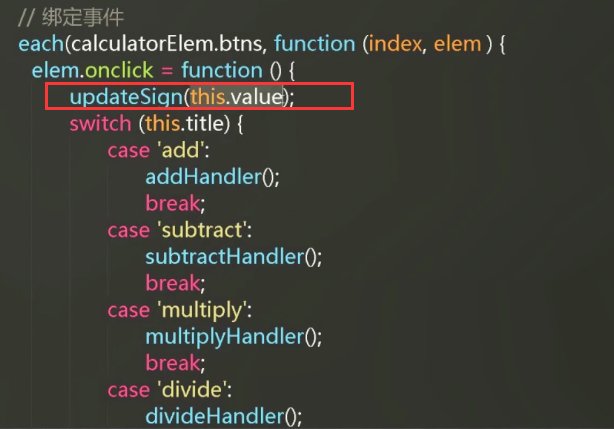 // 绑定事件
each(calculatorElem.btns, function (index, elem ) {
elem.onclick = function () {
updateSign(this.value);
switch (this.title) {
case 'add':
addHandler();
break;
case 'subtract':
subtractHandler();
break;
case 'multiply':
multiplyHandler();
break;
case 'divide':
divideHandler();